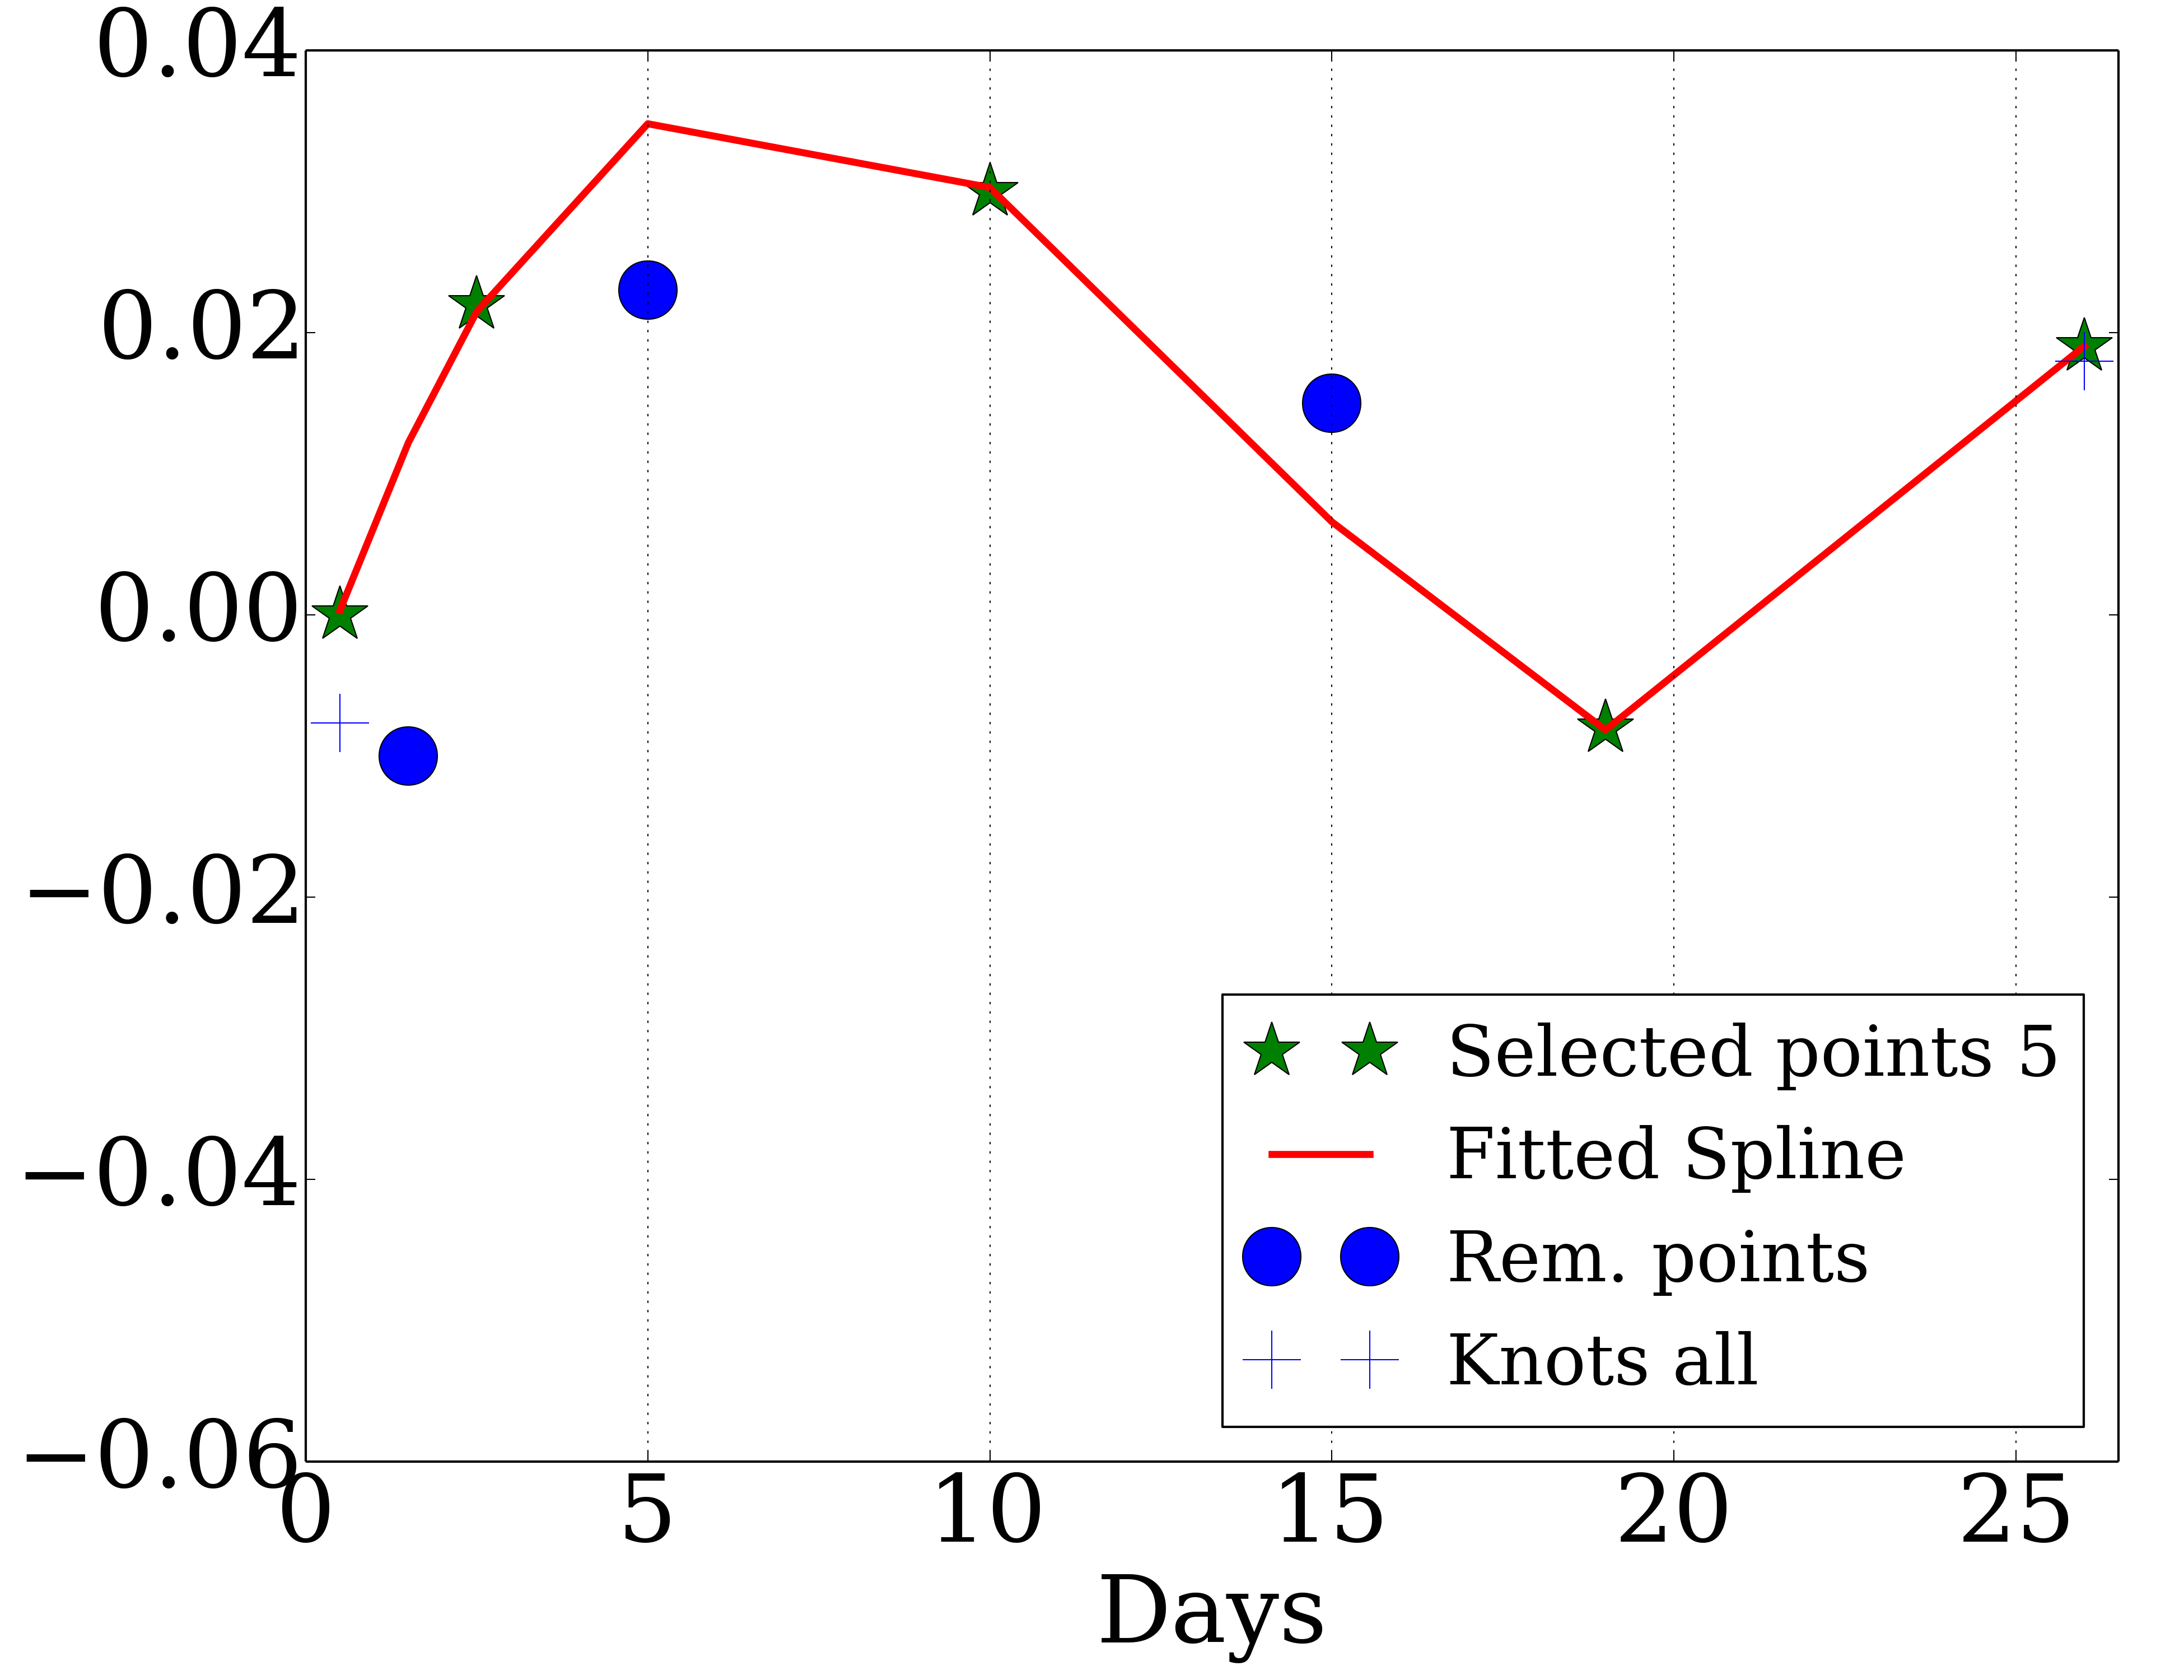 0.04
0.02
0.00
−0.02
−0.04
−0.06
Selected points 5
Fitted Spline
Rem. points
Knots all
0 5 10 15 20 25
Days